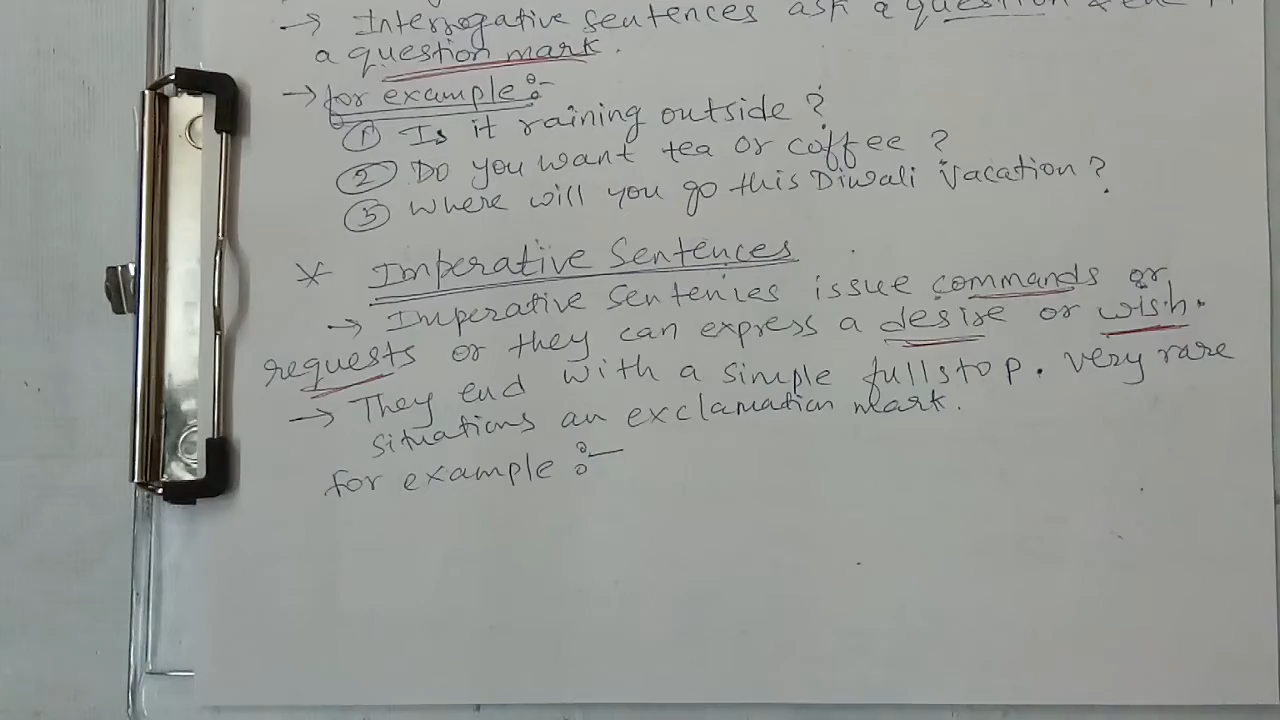 → Interrogative sentences ask a question
a question mark.
→ for example :-
① Is it raining outside ?
② Do you want tea or coffee ?
③ Where will you go this Diwali vacation ?
* Imperative Sentences
→ Imperative sentences issue commands or
requests or they can express a desire or wish.
→ They end with a simple fullstop. very rare
situations an exclamation mark.
for example :-